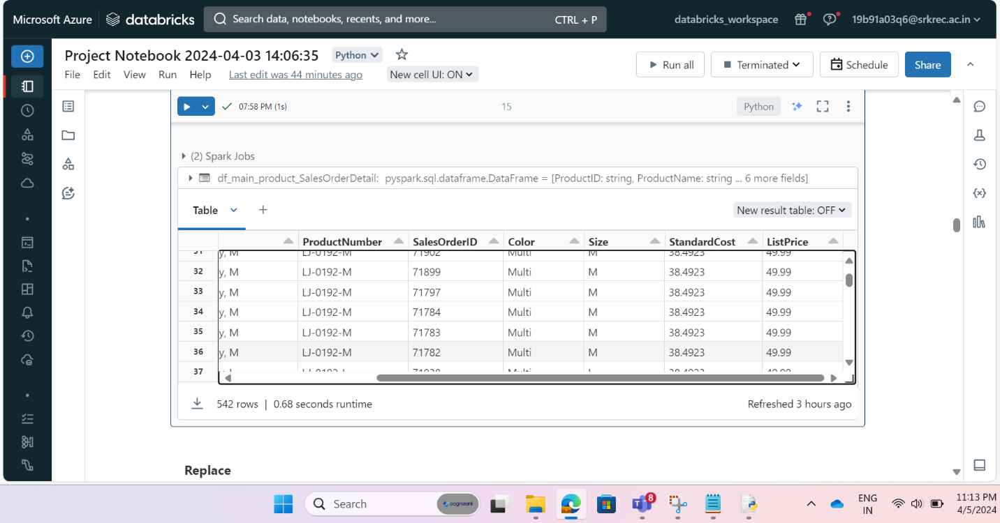 Microsoft Azure databricks Search data, notebooks, recents, and more... CTRL + P databricks_workspace 19b91a03q6@srkrec.ac.in
Project Notebook 2024-04-03 14:06:35 Python
File Edit View Run Help Last edit was 44 minutes ago New cell UI: ON Run all Terminated Schedule Share
07:58 PM (1s) 15 Python
(2) Spark Jobs
df_main_product_SalesOrderDetail: pyspark.sql.dataframe.DataFrame = [ProductID: string, ProductName: string ... 6 more fields]
Table + New result table: OFF
ProductNumber SalesOrderID Color Size StandardCost ListPrice
31 y, M LJ-0192-M 71902 Multi M 38.4923 49.99
32 y, M LJ-0192-M 71899 Multi M 38.4923 49.99
33 y, M LJ-0192-M 71797 Multi M 38.4923 49.99
34 y, M LJ-0192-M 71784 Multi M 38.4923 49.99
35 y, M LJ-0192-M 71783 Multi M 38.4923 49.99
36 y, M LJ-0192-M 71782 Multi M 38.4923 49.99
37
542 rows | 0.68 seconds runtime Refreshed 3 hours ago
Replace
Search cognizant 8 ENG IN 11:13 PM
4/5/2024